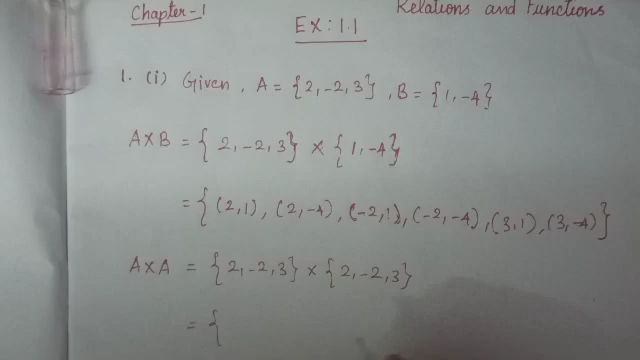 Chapter-1 Relations and Functions
Ex: 1.1
1. (i) Given, A = {2, -2, 3}, B = {1, -4}
A×B = {2, -2, 3} × {1, -4}
= {(2,1), (2,-4), (-2,1), (-2,-4), (3,1), (3,-4)}
A×A = {2, -2, 3} × {2, -2, 3}
= {